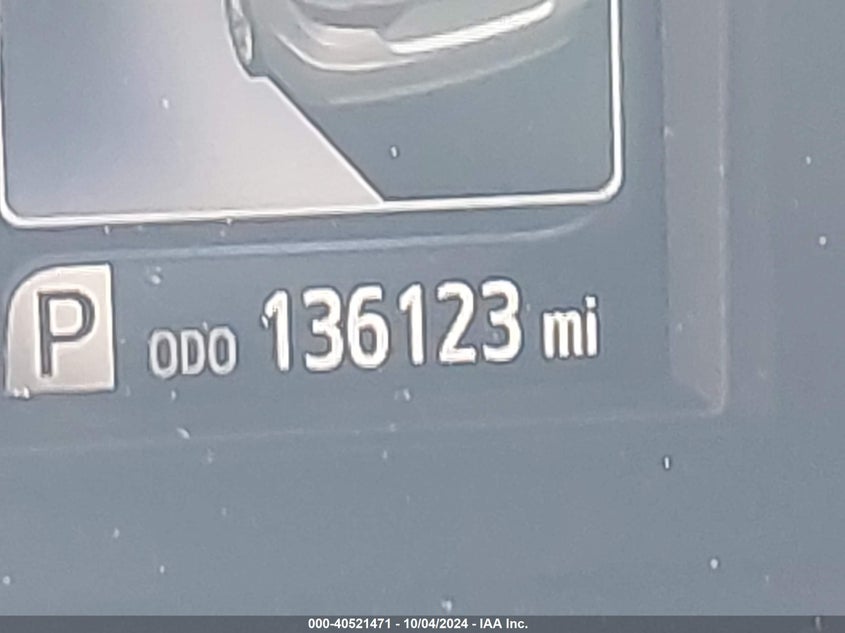 P ODO 136123 mi
000-40521471 - 10/04/2024 - IAA Inc.